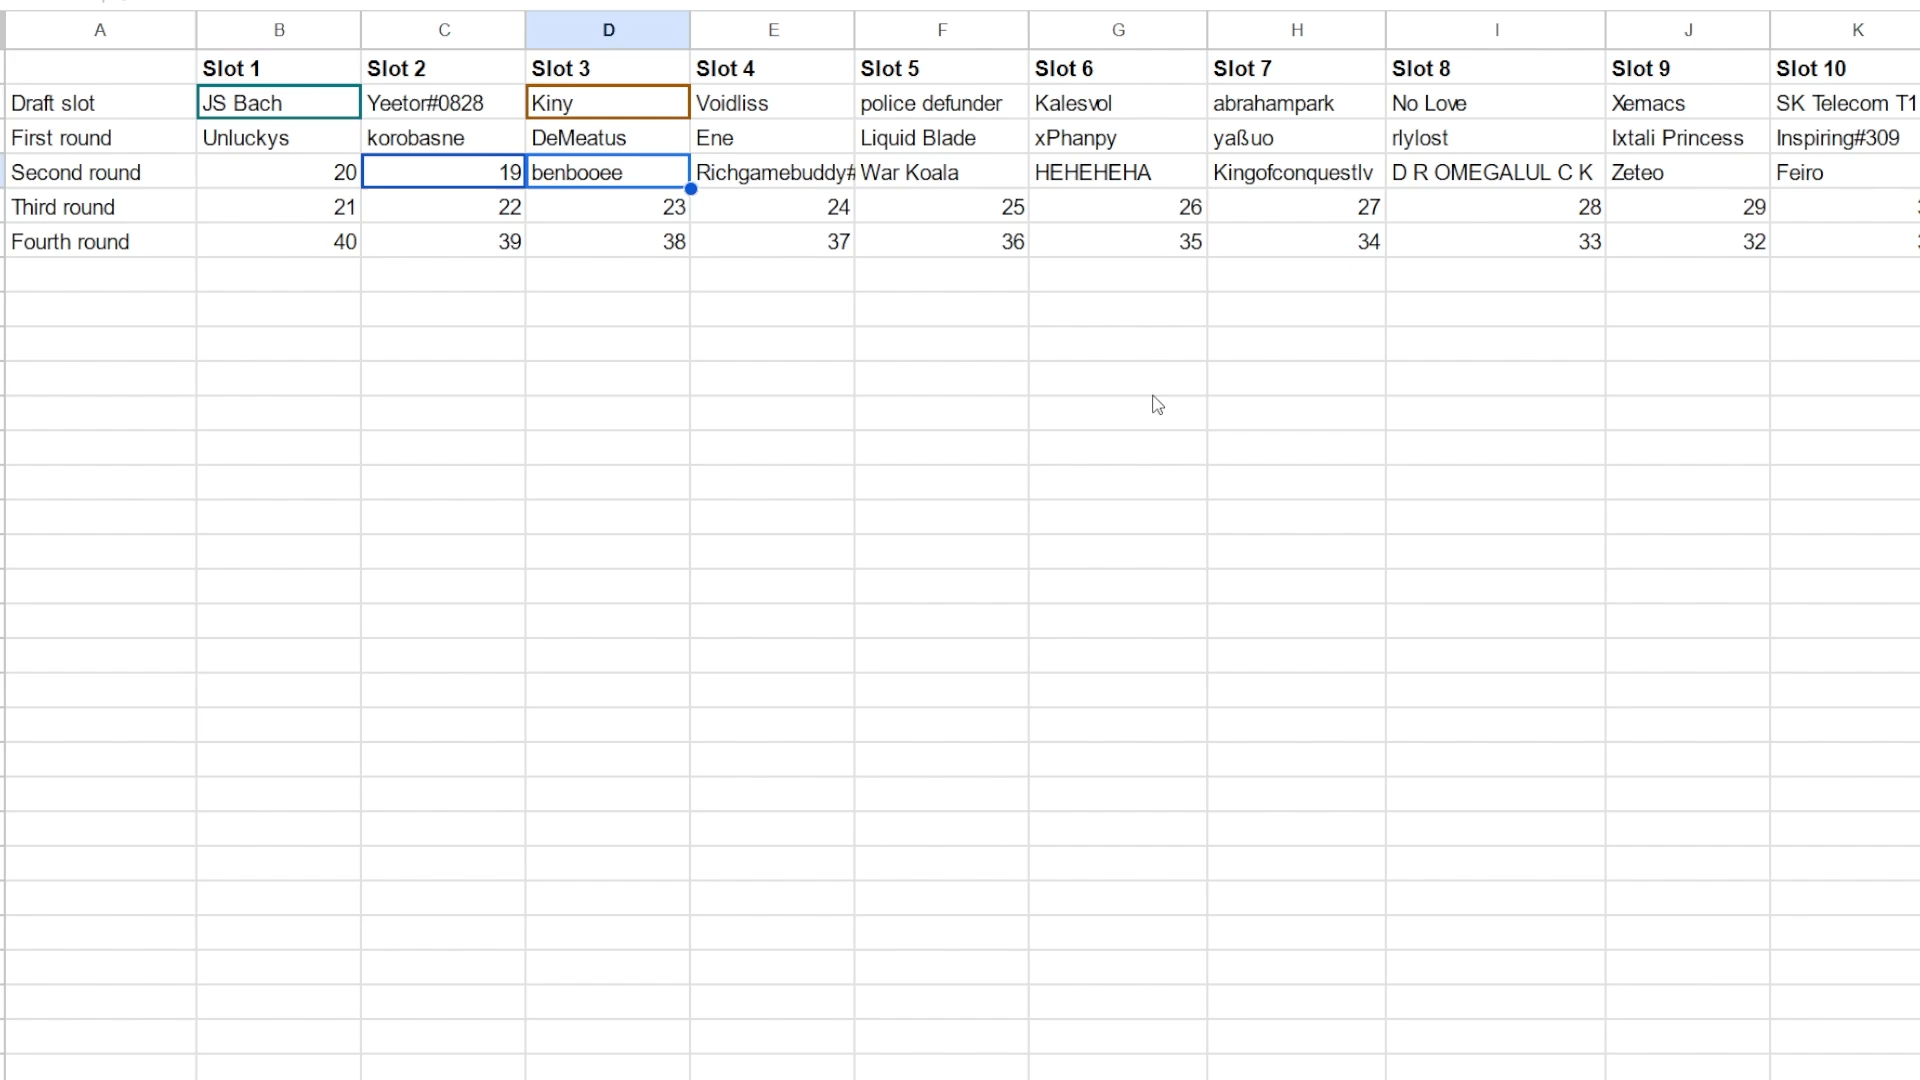 A B C D E F G H I J K
Slot 1 Slot 2 Slot 3 Slot 4 Slot 5 Slot 6 Slot 7 Slot 8 Slot 9 Slot 10
Draft slot JS Bach Yeetor#0828 Kiny Voidliss police defunder Kalesvol abrahampark No Love Xemacs SK Telecom T1
First round Unluckys korobasne DeMeatus Ene Liquid Blade xPhanpy yaßuo rlylost Ixtali Princess Inspiring#309
Second round 20 19 benbooee Richgamebuddy# War Koala HEHEHEHA Kingofconquestlv D R OMEGALUL C K Zeteo Feiro
Third round 21 22 23 24 25 26 27 28 29
Fourth round 40 39 38 37 36 35 34 33 32